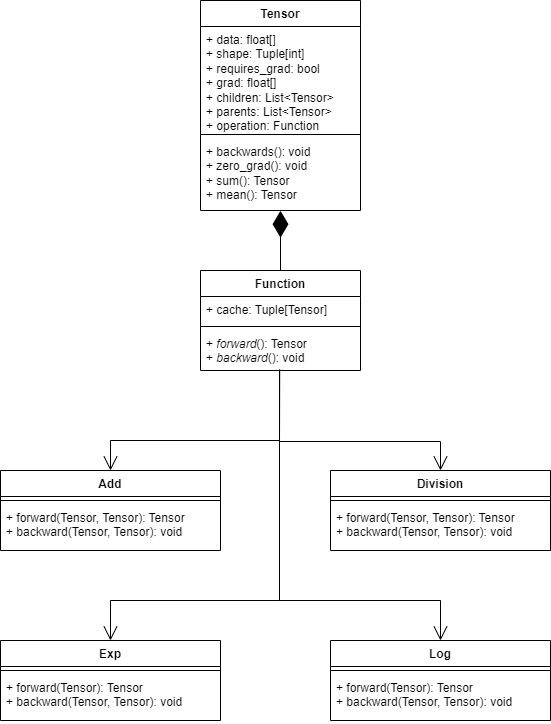 Tensor
+ data: float[]
+ shape: Tuple[int]
+ requires_grad: bool
+ grad: float[]
+ children: List<Tensor>
+ parents: List<Tensor>
+ operation: Function
+ backwards(): void
+ zero_grad(): void
+ sum(): Tensor
+ mean(): Tensor
Function
+ cache: Tuple[Tensor]
+ forward(): Tensor
+ backward(): void
Add
+ forward(Tensor, Tensor): Tensor
+ backward(Tensor, Tensor): void
Division
+ forward(Tensor, Tensor): Tensor
+ backward(Tensor, Tensor): void
Exp
+ forward(Tensor): Tensor
+ backward(Tensor, Tensor): void
Log
+ forward(Tensor): Tensor
+ backward(Tensor, Tensor): void